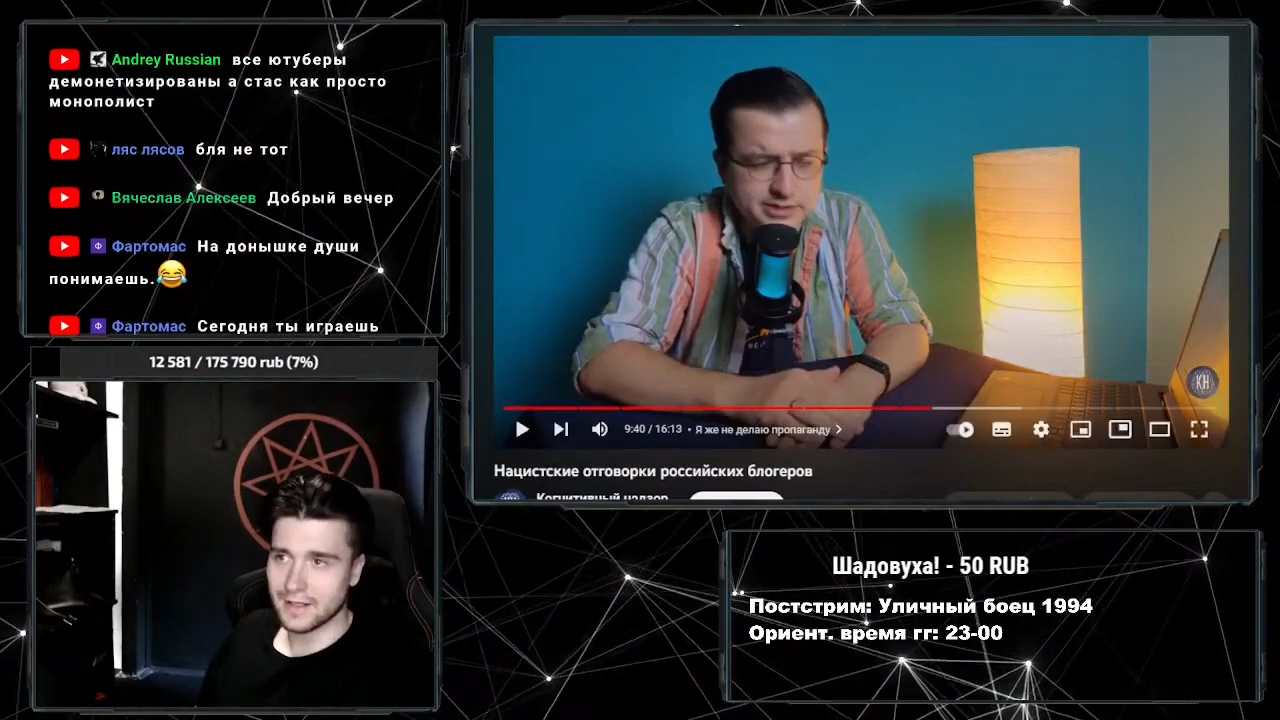 Andrey Russian все ютуберы
демонетизированы а стас как просто
монополист
ляс лясов бля не тот
Вячеслав Алексеев Добрый вечер
Ф Фартомас На донышке души
понимаешь.😂
Ф Фартомас Сегодня ты играешь
12 581 / 175 790 rub (7%)
КН
9:40 / 16:13 • Я же не делаю пропаганду
Нацистские отговорки российских блогеров
Когнитивный надзор
Шадовуха! - 50 RUB
Постстрим: Уличный боец 1994
Ориент. время гг: 23-00